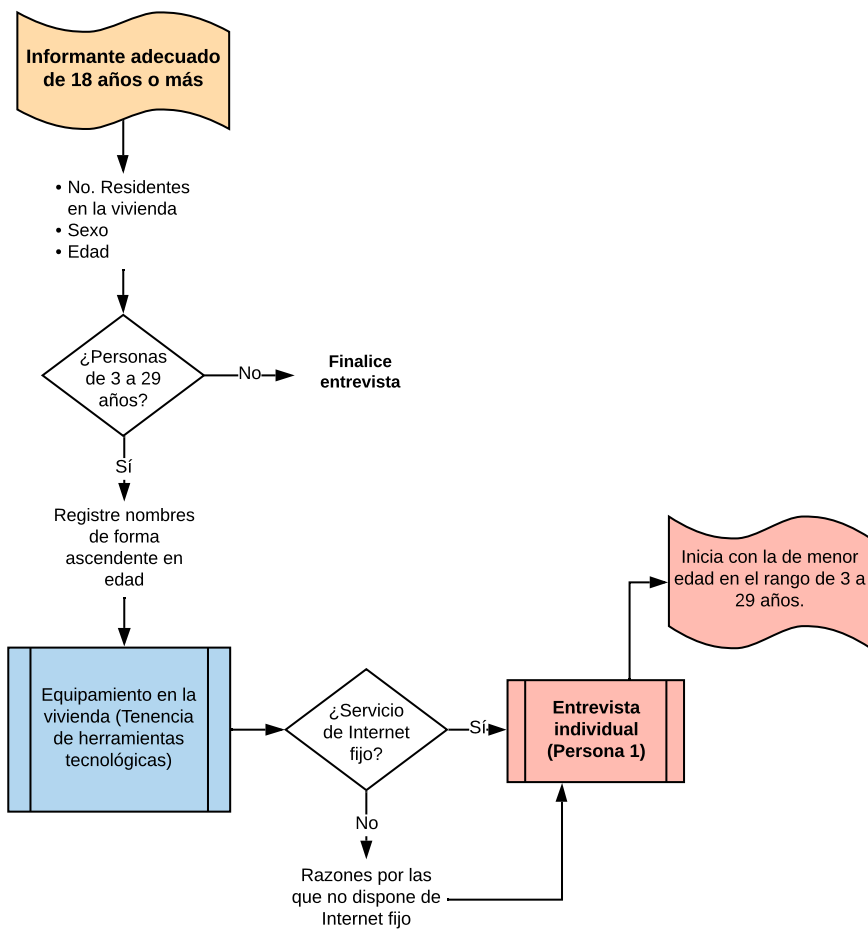 Informante adecuado
de 18 años o más
• No. Residentes
en la vivienda
• Sexo
• Edad
¿Personas
de 3 a 29
años?
No
Finalice
entrevista
Sí
Registre nombres
de forma
ascendente en
edad
Equipamiento en la
vivienda (Tenencia
de herramientas
tecnológicas)
¿Servicio
de Internet
fijo?
Sí
No
Razones por las
que no dispone de
Internet fijo
Entrevista
individual
(Persona 1)
Inicia con la de menor
edad en el rango de 3 a
29 años.